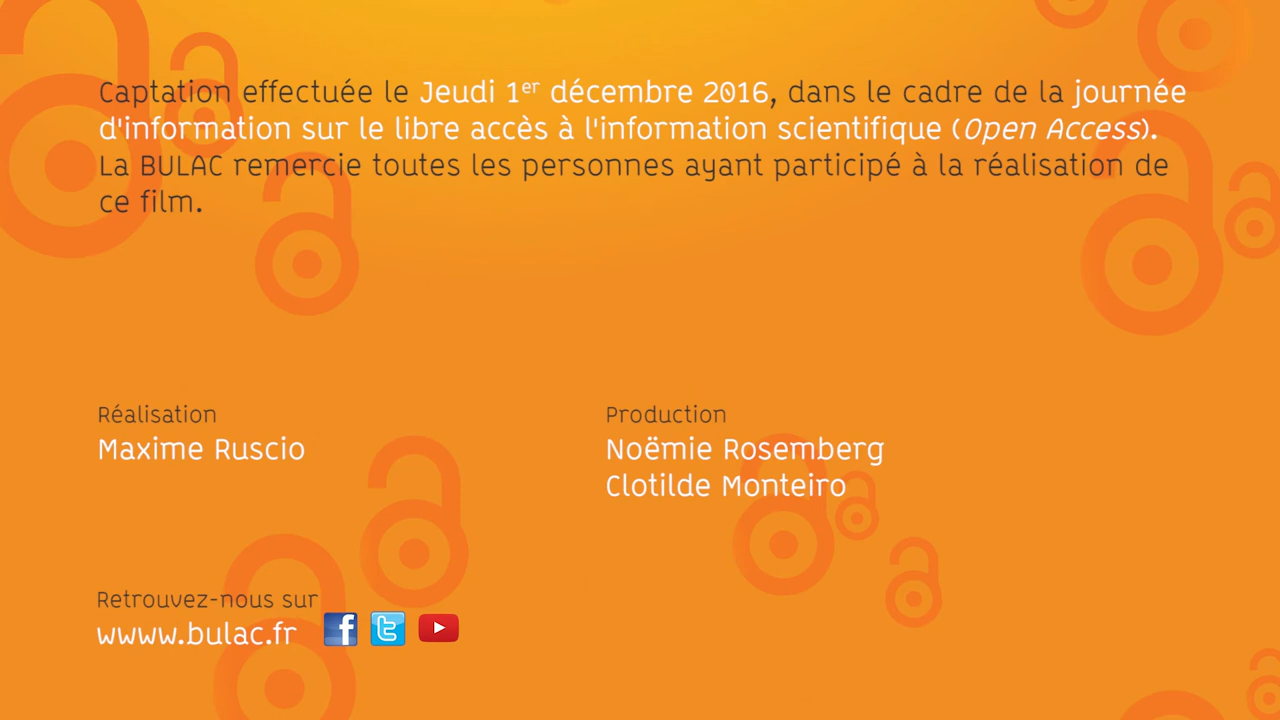 Captation effectuée le Jeudi 1er décembre 2016, dans le cadre de la journée
d'information sur le libre accès à l'information scientifique (Open Access).
La BULAC remercie toutes les personnes ayant participé à la réalisation de
ce film.
Réalisation
Maxime Ruscio
Production
Noëmie Rosemberg
Clotilde Monteiro
Retrouvez-nous sur
wwww.bulac.fr